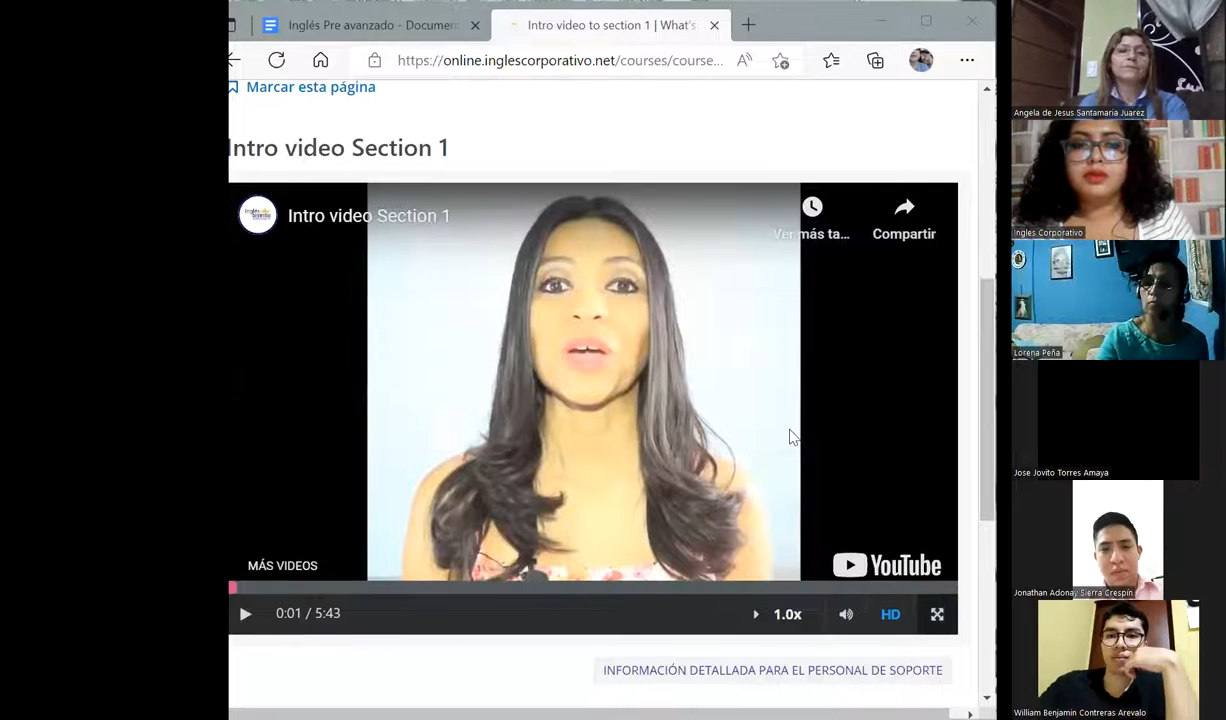 Inglés Pre avanzado - Documen
Intro video to section 1 | What's
https://online.inglescorporativo.net/courses/course...
Marcar esta página
Intro video Section 1
Intro video Section 1
Ver más ta...
Compartir
MÁS VIDEOS
YouTube
0:01 / 5:43
1.0x
HD
INFORMACIÓN DETALLADA PARA EL PERSONAL DE SOPORTE
Angela de Jesus Santamaria Juarez
Ingles Corporativo
Lorena Peña
Jose Jovito Torres Amaya
Jonathan Adonay Sierra Crespin
William Benjamin Contreras Arevalo